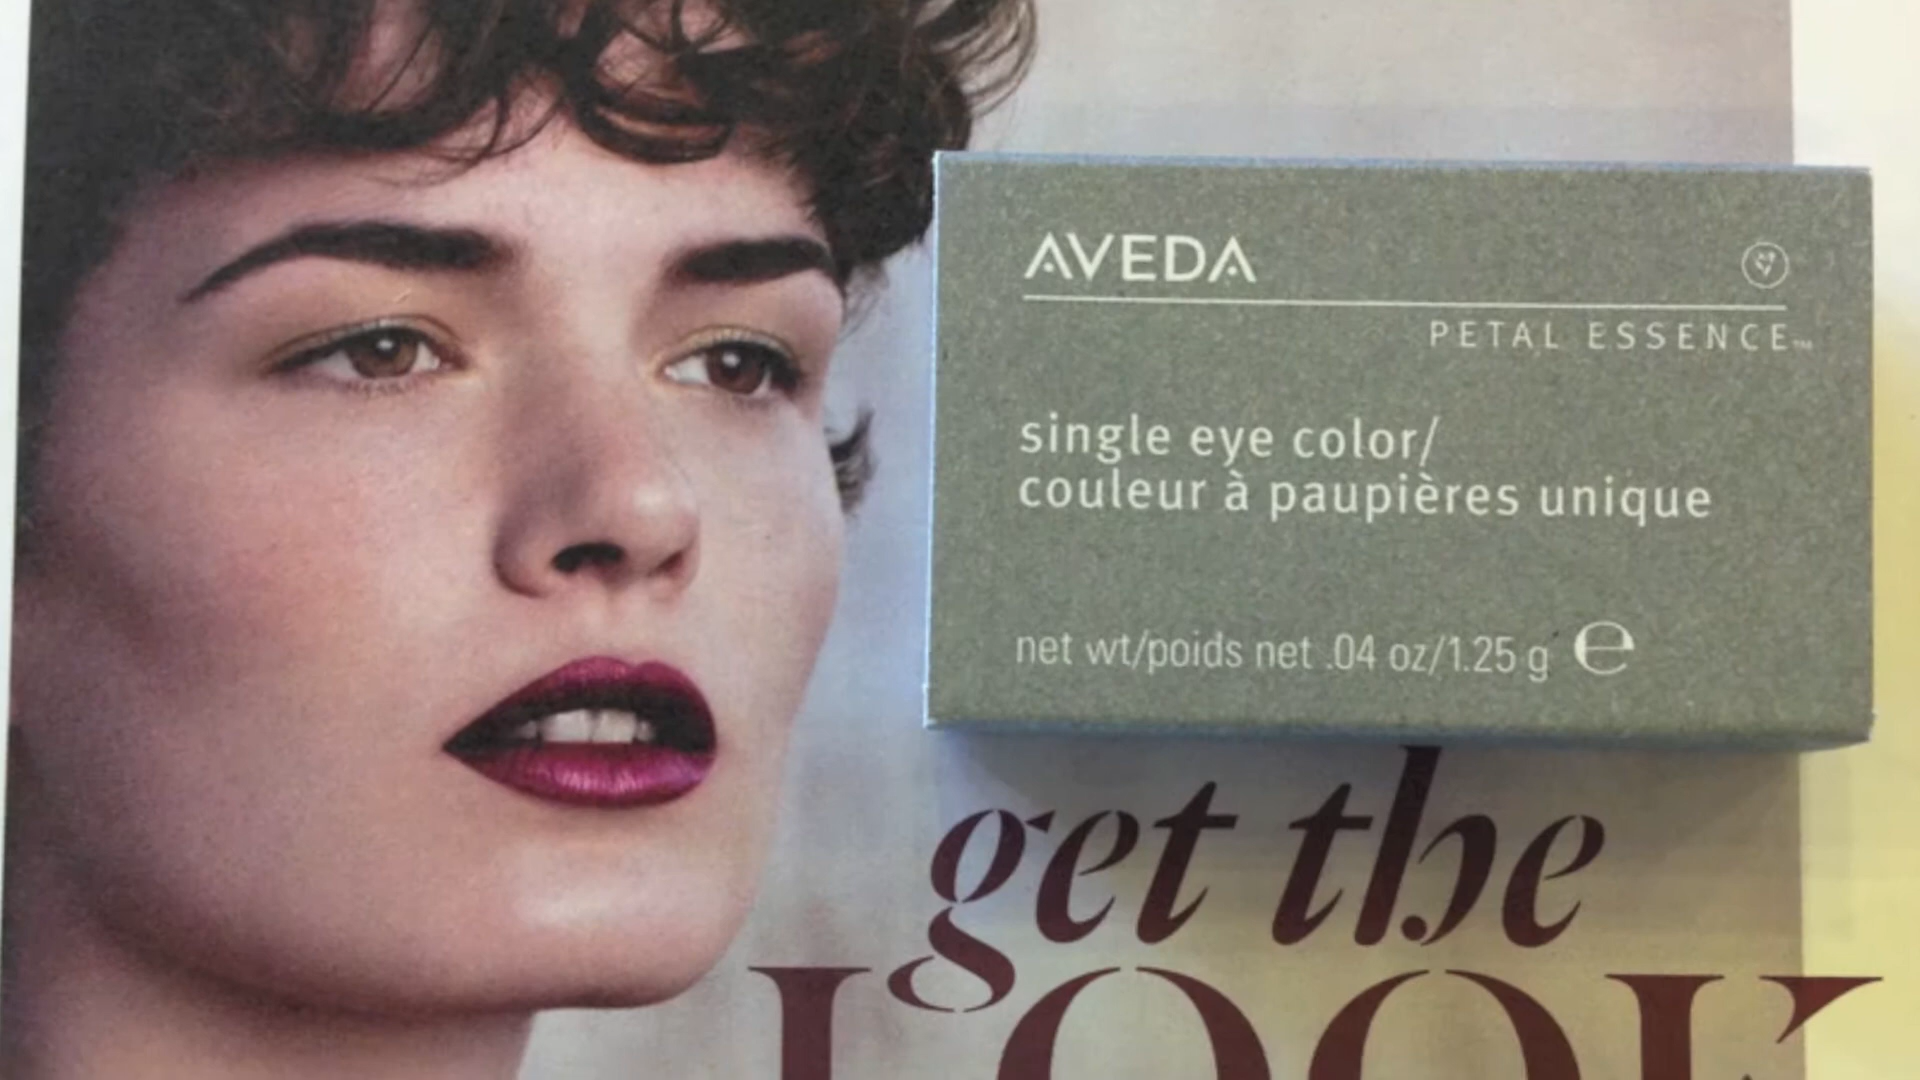 AVEDA
PETAL ESSENCE™
single eye color/
couleur à paupières unique
net wt/poids net .04 oz/1.25 g ℮
get the
LOOK